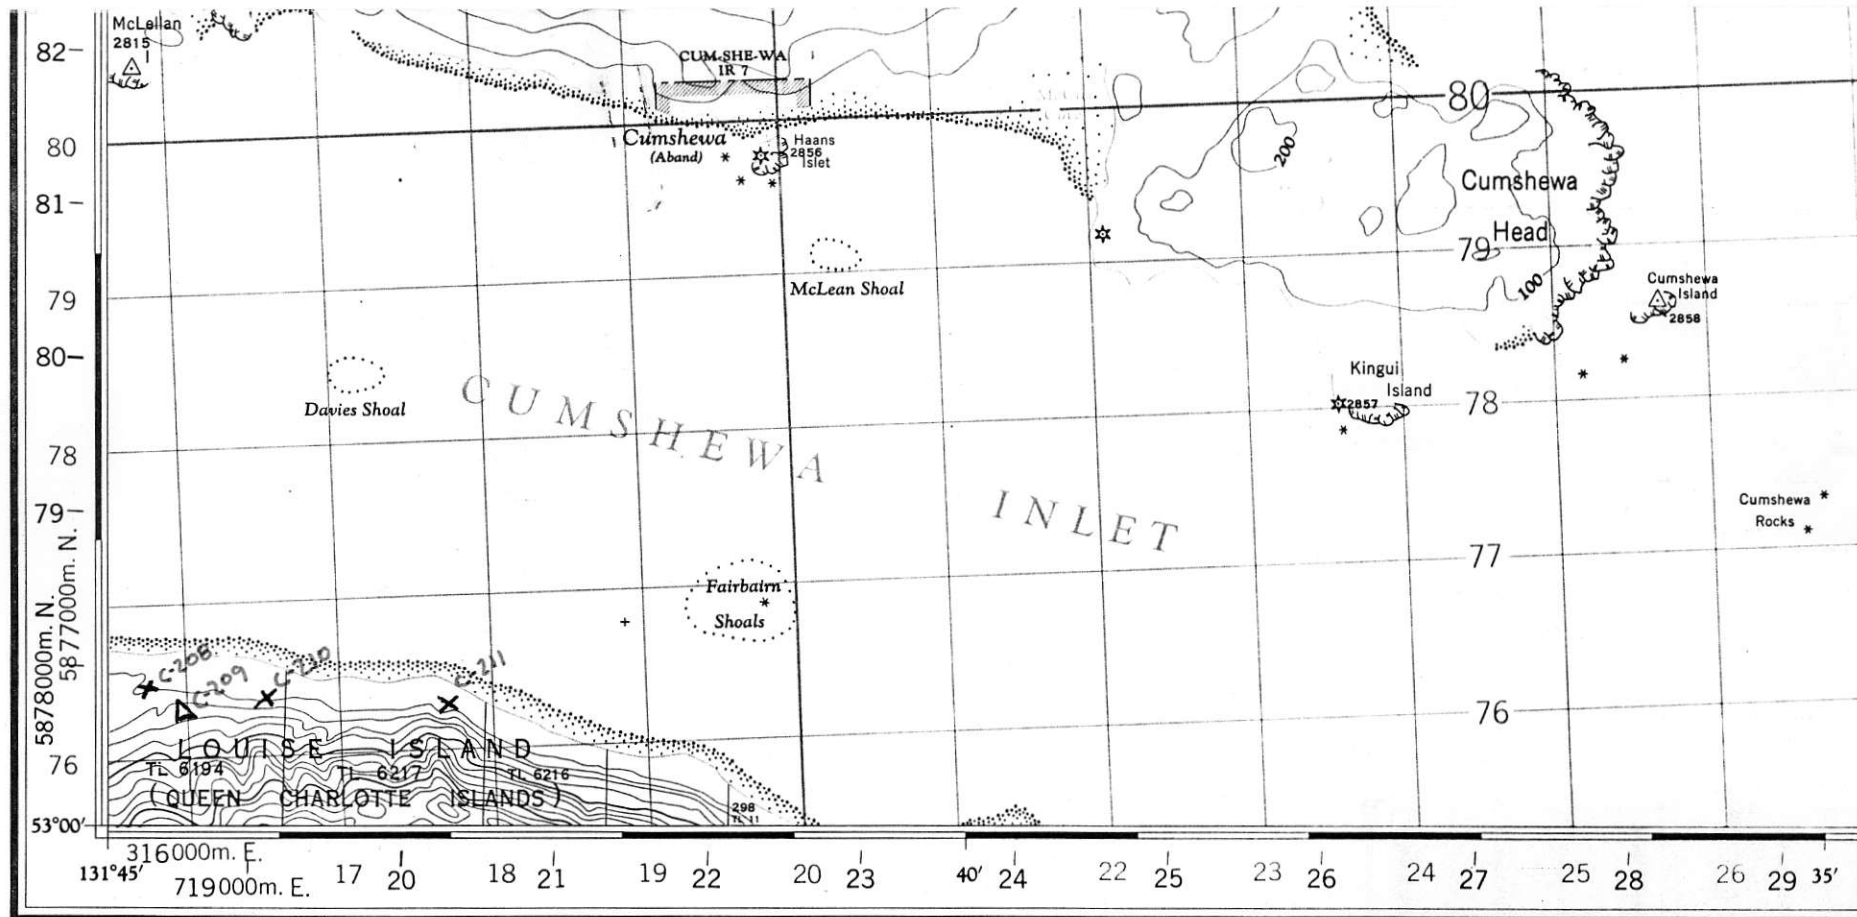 McLellan
2815
82
CUM-SHE-WA
IR 7
80
80
Cumshewa
(Aband)
Haans
2856
Islet
200
Cumshewa
Head
81
79
McLean Shoal
100
Cumshewa
Island
2858
79
80
Davies Shoal
CUMSHEWA
INLET
Kingui
Island
2857
78
78
79
Cumshewa
Rocks
77
Fairbairn
Shoals
5877000m. N.
5878000m. N.
C-208
C-209
C-210
C-211
76
LOUISE ISLAND
TL 6194
TL 6217
TL 6216
(QUEEN CHARLOTTE ISLANDS)
298
TL 11
76
53°00'
316000m. E.
131°45'
719000m. E.
17 20 18 21 19 22 20 23 40' 24 22 25 23 26 24 27 25 28 26 29 35'